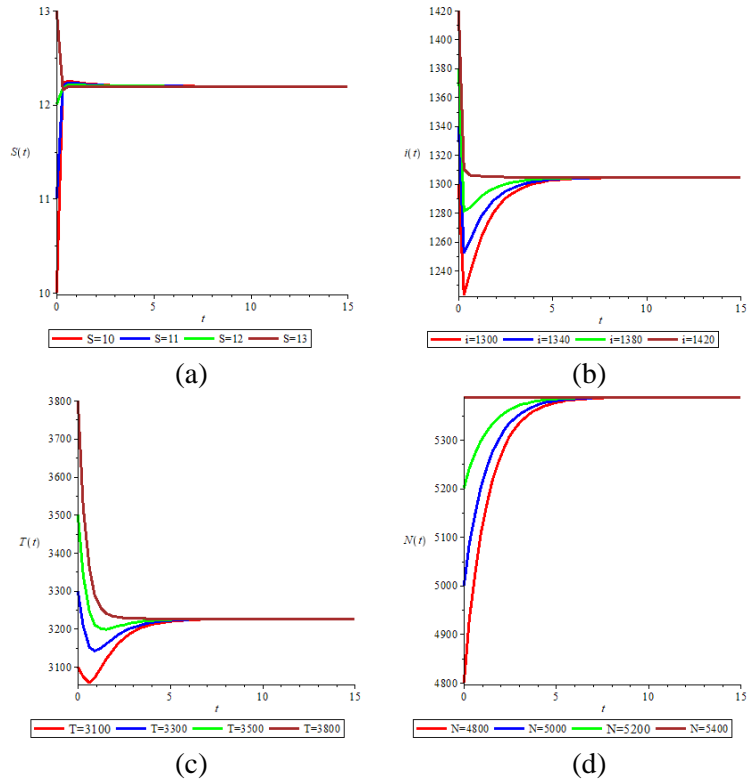 13
12
S(t)
11
10
0 5 10 15
t
S=10 S=11 S=12 S=13
(a)
1420
1400
1380
1360
1340
i(t)
1320
1300
1280
1260
1240
0 5 10 15
t
i=1300 i=1340 i=1380 i=1420
(b)
3800
3700
3600
3500
T(t)
3400
3300
3200
3100
0 5 10 15
t
T=3100 T=3300 T=3500 T=3800
(c)
5300
5200
5100
N(t)
5000
4900
4800
0 5 10 15
t
N=4800 N=5000 N=5200 N=5400
(d)